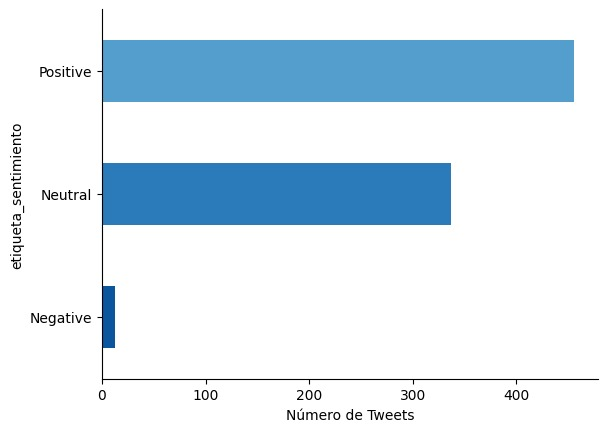 Positive
Neutral
Negative
etiqueta_sentimiento
0 100 200 300 400
Número de Tweets